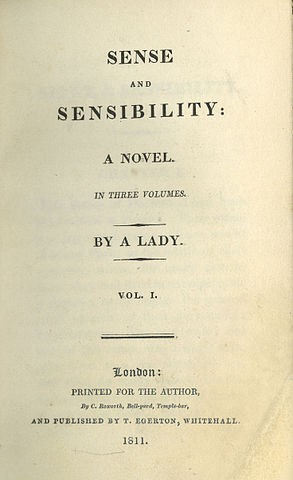 SENSE
AND
SENSIBILITY:
A NOVEL.
IN THREE VOLUMES.
BY A LADY.
VOL. I.
London:
PRINTED FOR THE AUTHOR,
By C. Roworth, Bell-yard, Temple-bar,
AND PUBLISHED BY T. EGERTON, WHITEHALL.
1811.